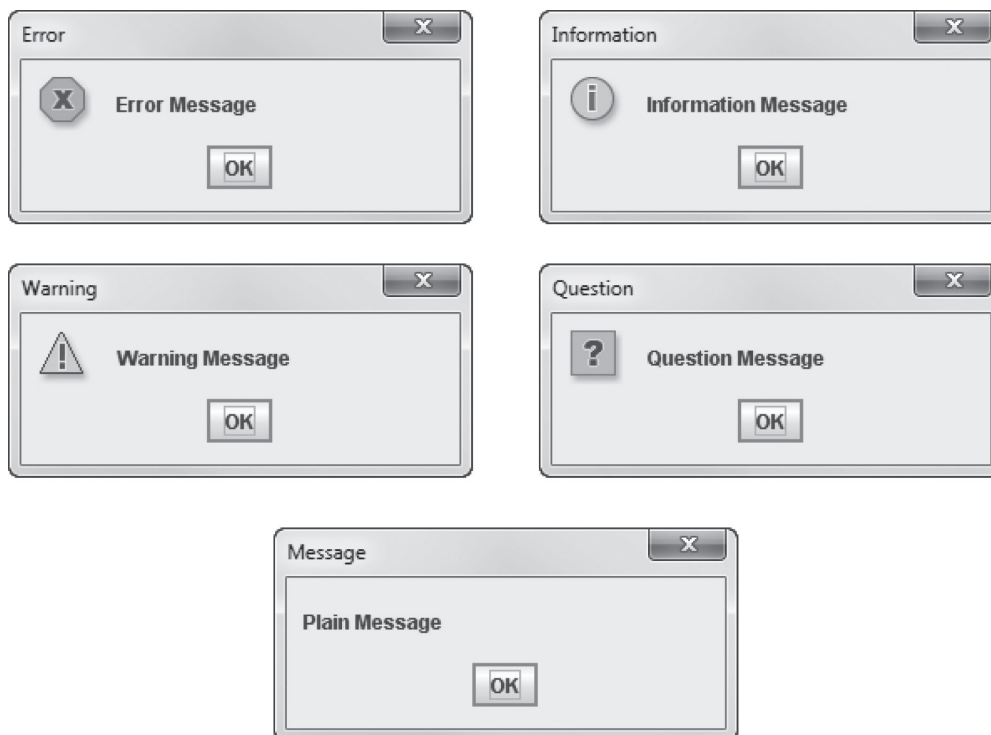 Error
X
Error Message
OK
Information
X
i
Information Message
OK
Warning
X
!
Warning Message
OK
Question
X
?
Question Message
OK
Message
X
Plain Message
OK